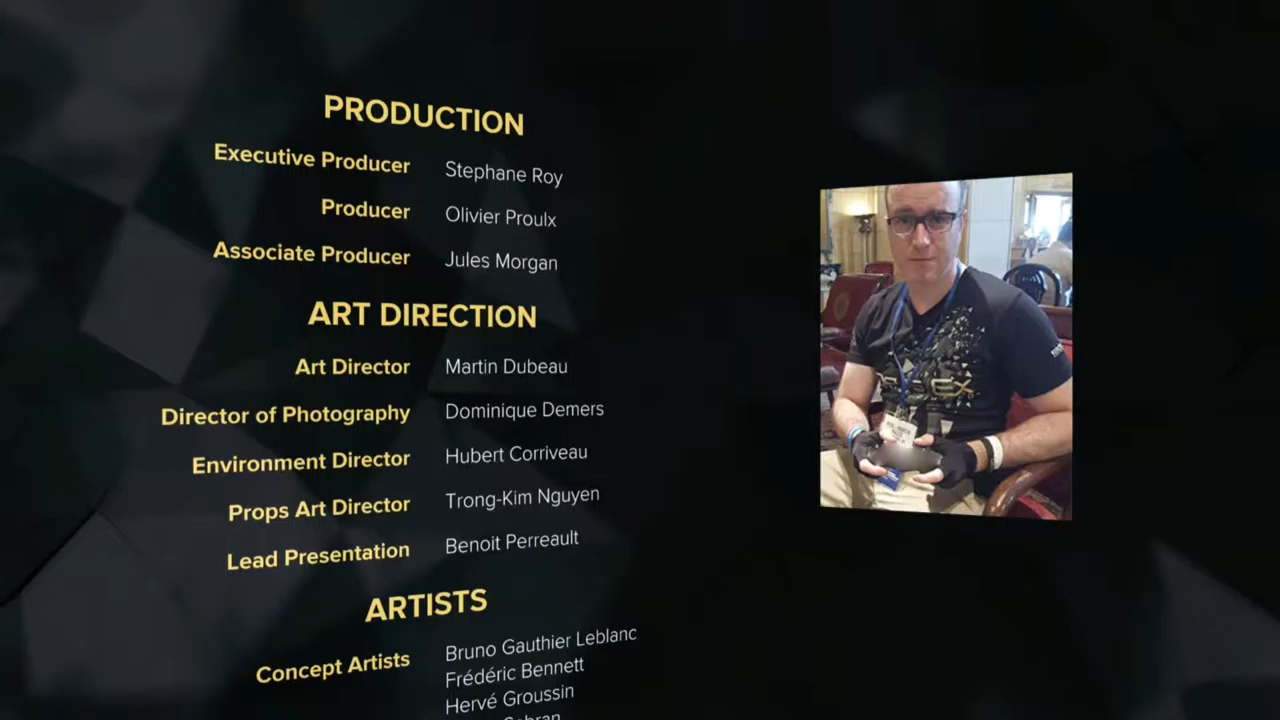 PRODUCTION
Executive Producer Stephane Roy
Producer Olivier Proulx
Associate Producer Jules Morgan
ART DIRECTION
Art Director Martin Dubeau
Director of Photography Dominique Demers
Environment Director Hubert Corriveau
Props Art Director Trong-Kim Nguyen
Lead Presentation Benoit Perreault
ARTISTS
Concept Artists Bruno Gauthier Leblanc
Frédéric Bennett
Hervé Groussin